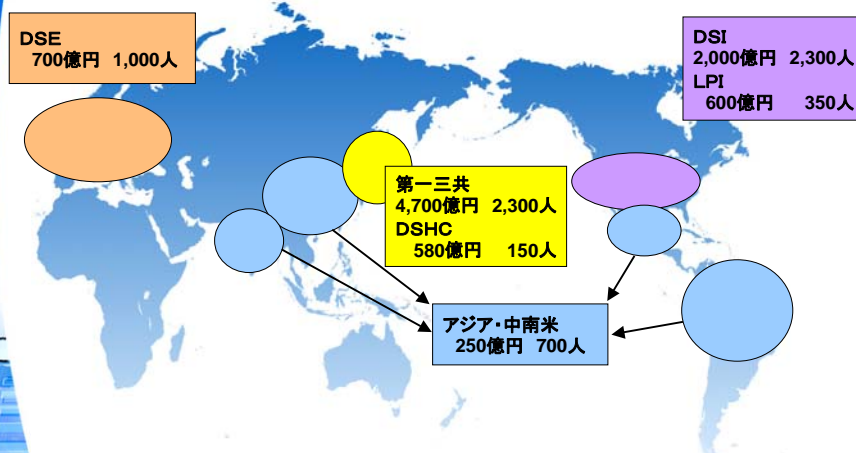 DSE
700億円 1,000人
DSI
2,000億円 2,300人
LPI
600億円 350人
第一三共
4,700億円 2,300人
DSHC
580億円 150人
アジア・中南米
250億円 700人